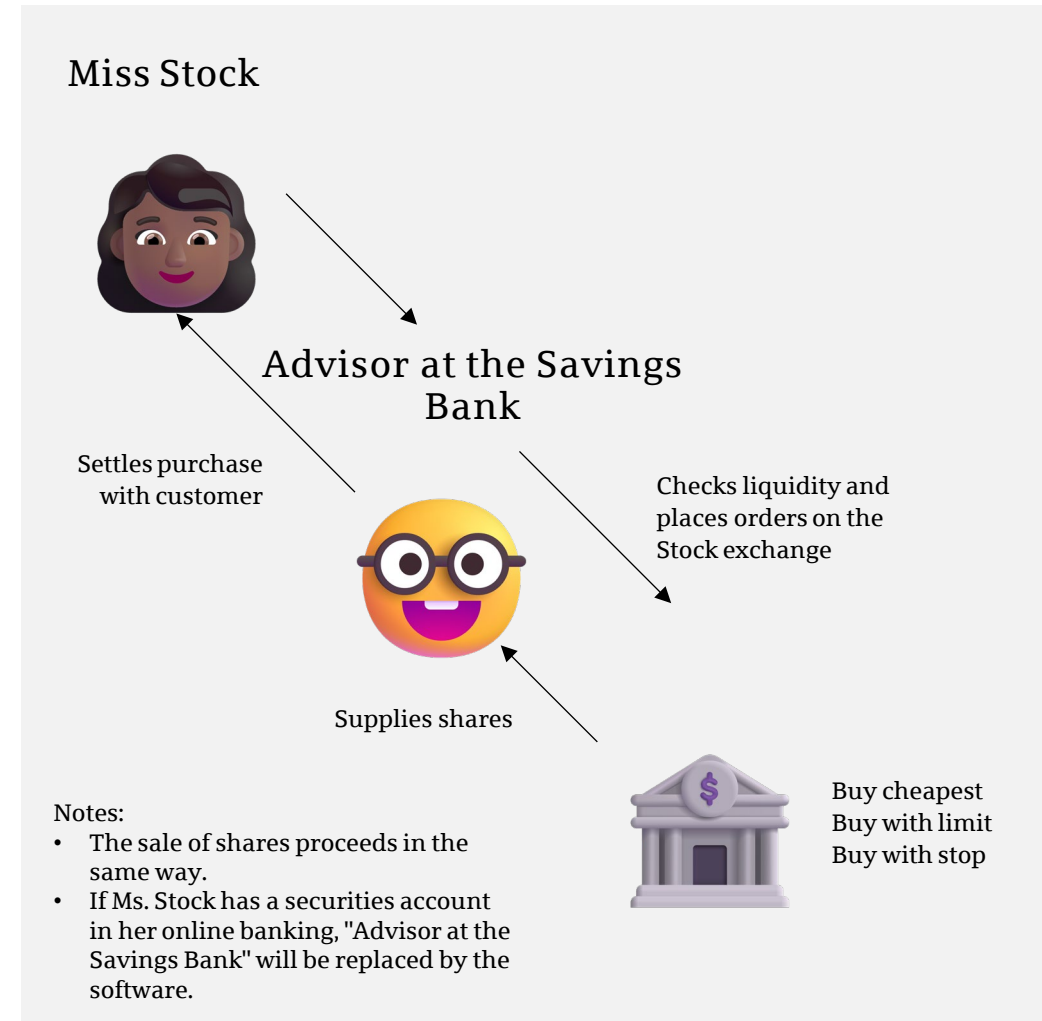 Miss Stock
Advisor at the Savings
Bank
Settles purchase
with customer
Checks liquidity and
places orders on the
Stock exchange
Supplies shares
$
Buy cheapest
Buy with limit
Buy with stop
Notes:
• The sale of shares proceeds in the
same way.
• If Ms. Stock has a securities account
in her online banking, "Advisor at the
Savings Bank" will be replaced by the
software.